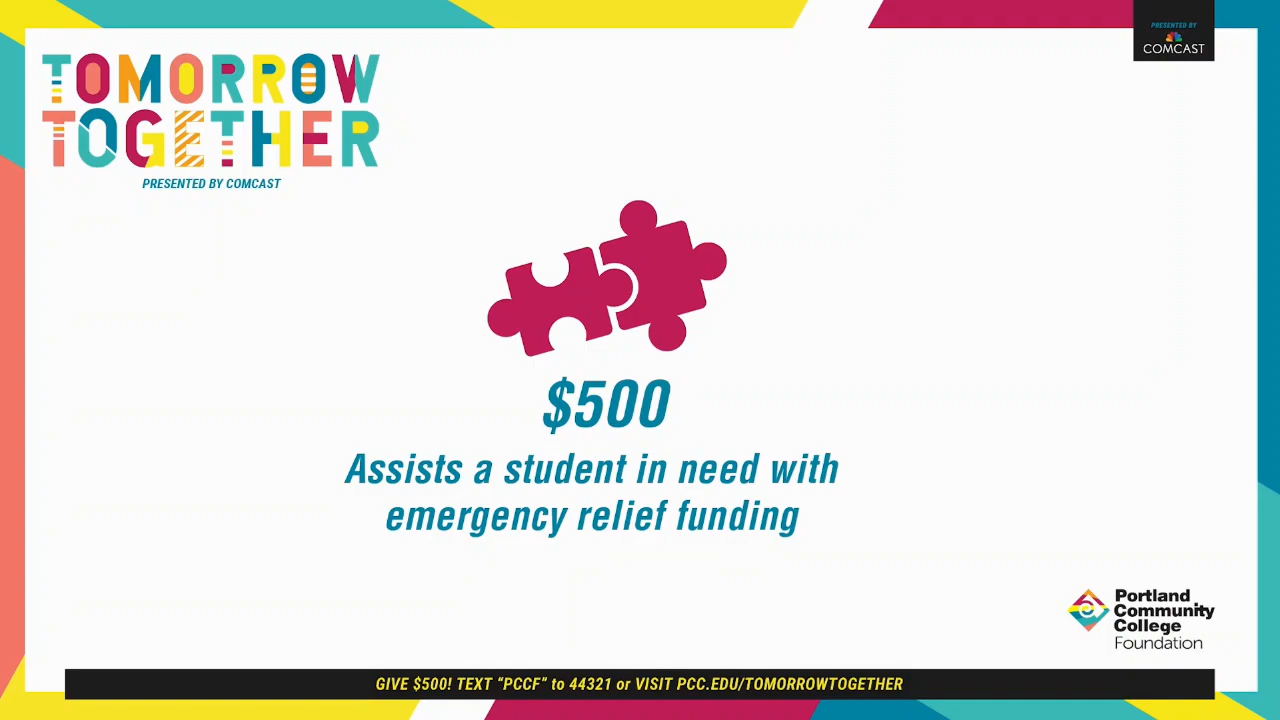 TOMORROW
TOGETHER
PRESENTED BY COMCAST
PRESENTED BY
COMCAST
$500
Assists a student in need with
emergency relief funding
Portland
Community
College
Foundation
GIVE $500! TEXT “PCCF” to 44321 or VISIT PCC.EDU/TOMORROWTOGETHER